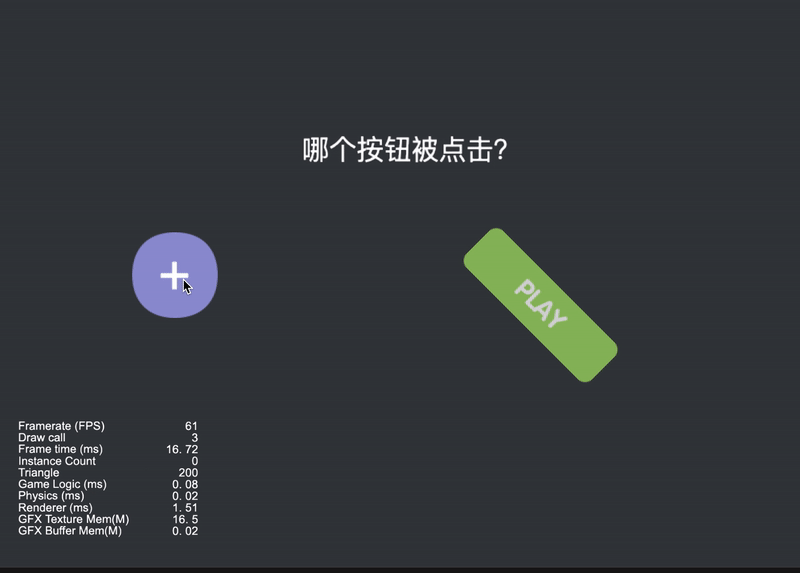 哪个按钮被点击?
+
PLAY
Framerate (FPS) 61
Draw call 3
Frame time (ms) 16. 72
Instance Count 0
Triangle 200
Game Logic (ms) 0. 08
Physics (ms) 0. 02
Renderer (ms) 1. 51
GFX Texture Mem(M) 16. 5
GFX Buffer Mem(M) 0. 02